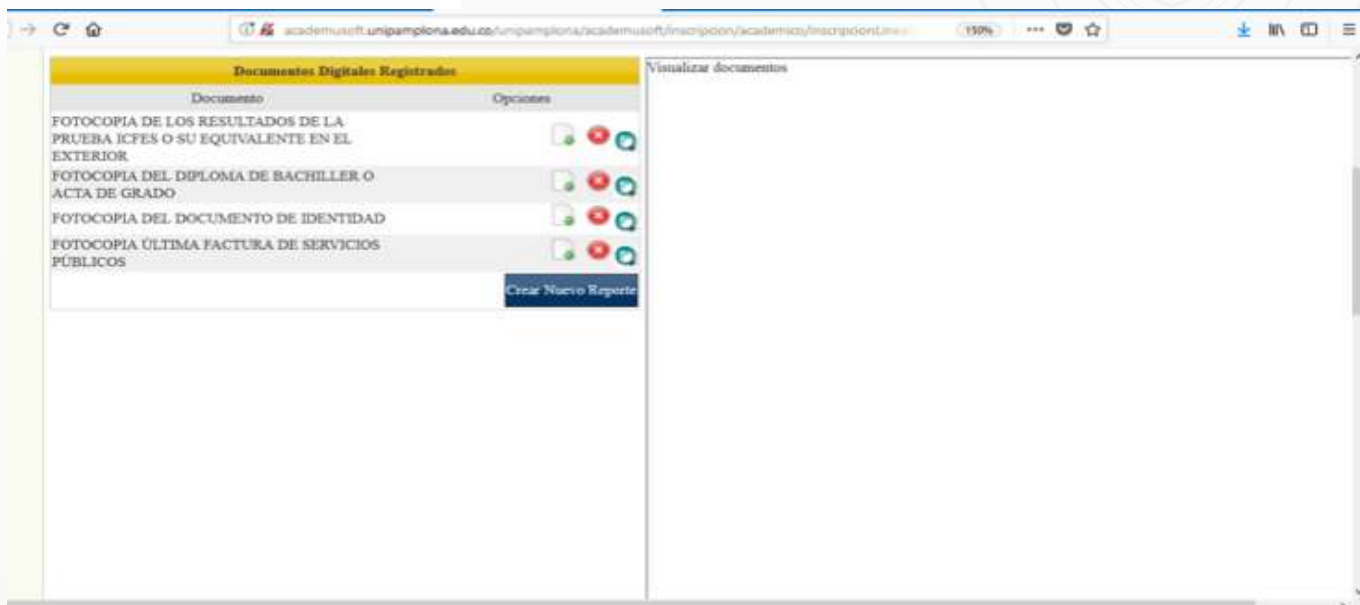 academusoft.unipamplona.edu.co/unipamplona/academusoft/inscripcion/academico/
150%
Documentos Digitales Registrados
Documento Opciones
FOTOCOPIA DE LOS RESULTADOS DE LA
PRUEBA ICFES O SU EQUIVALENTE EN EL
EXTERIOR
FOTOCOPIA DEL DIPLOMA DE BACHILLER O
ACTA DE GRADO
FOTOCOPIA DEL DOCUMENTO DE IDENTIDAD
FOTOCOPIA ÚLTIMA FACTURA DE SERVICIOS
PÚBLICOS
Crear Nuevo Reporte
Visualizar documentos